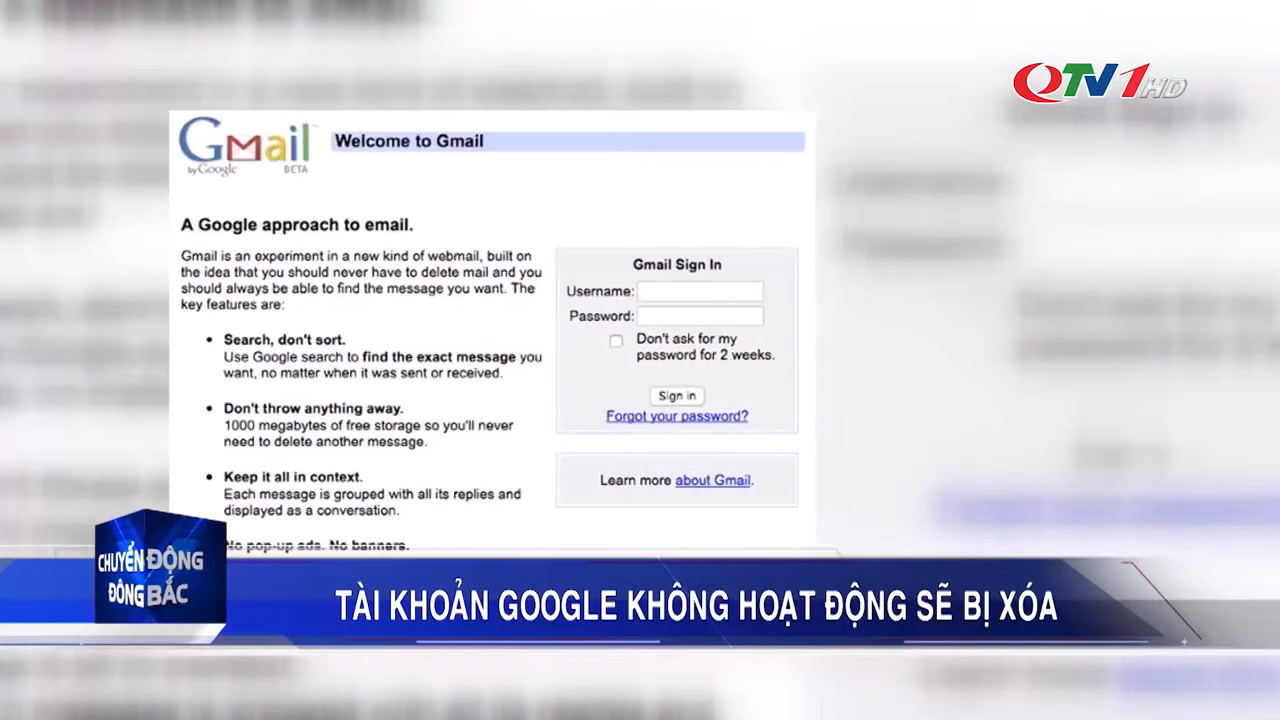 QTV1HD
Gmail
by Google
BETA
Welcome to Gmail
A Google approach to email.
Gmail is an experiment in a new kind of webmail, built on
the idea that you should never have to delete mail and you
should always be able to find the message you want. The
key features are:
• Search, don't sort.
Use Google search to find the exact message you
want, no matter when it was sent or received.
• Don't throw anything away.
1000 megabytes of free storage so you'll never
need to delete another message.
• Keep it all in context.
Each message is grouped with all its replies and
displayed as a conversation.
No pop-up ads. No banners.
Gmail Sign In
Username:
Password:
Don't ask for my
password for 2 weeks.
Sign in
Forgot your password?
Learn more about Gmail.
CHUYỂN ĐỘNG
ĐÔNG BẮC
TÀI KHOẢN GOOGLE KHÔNG HOẠT ĐỘNG SẼ BỊ XÓA